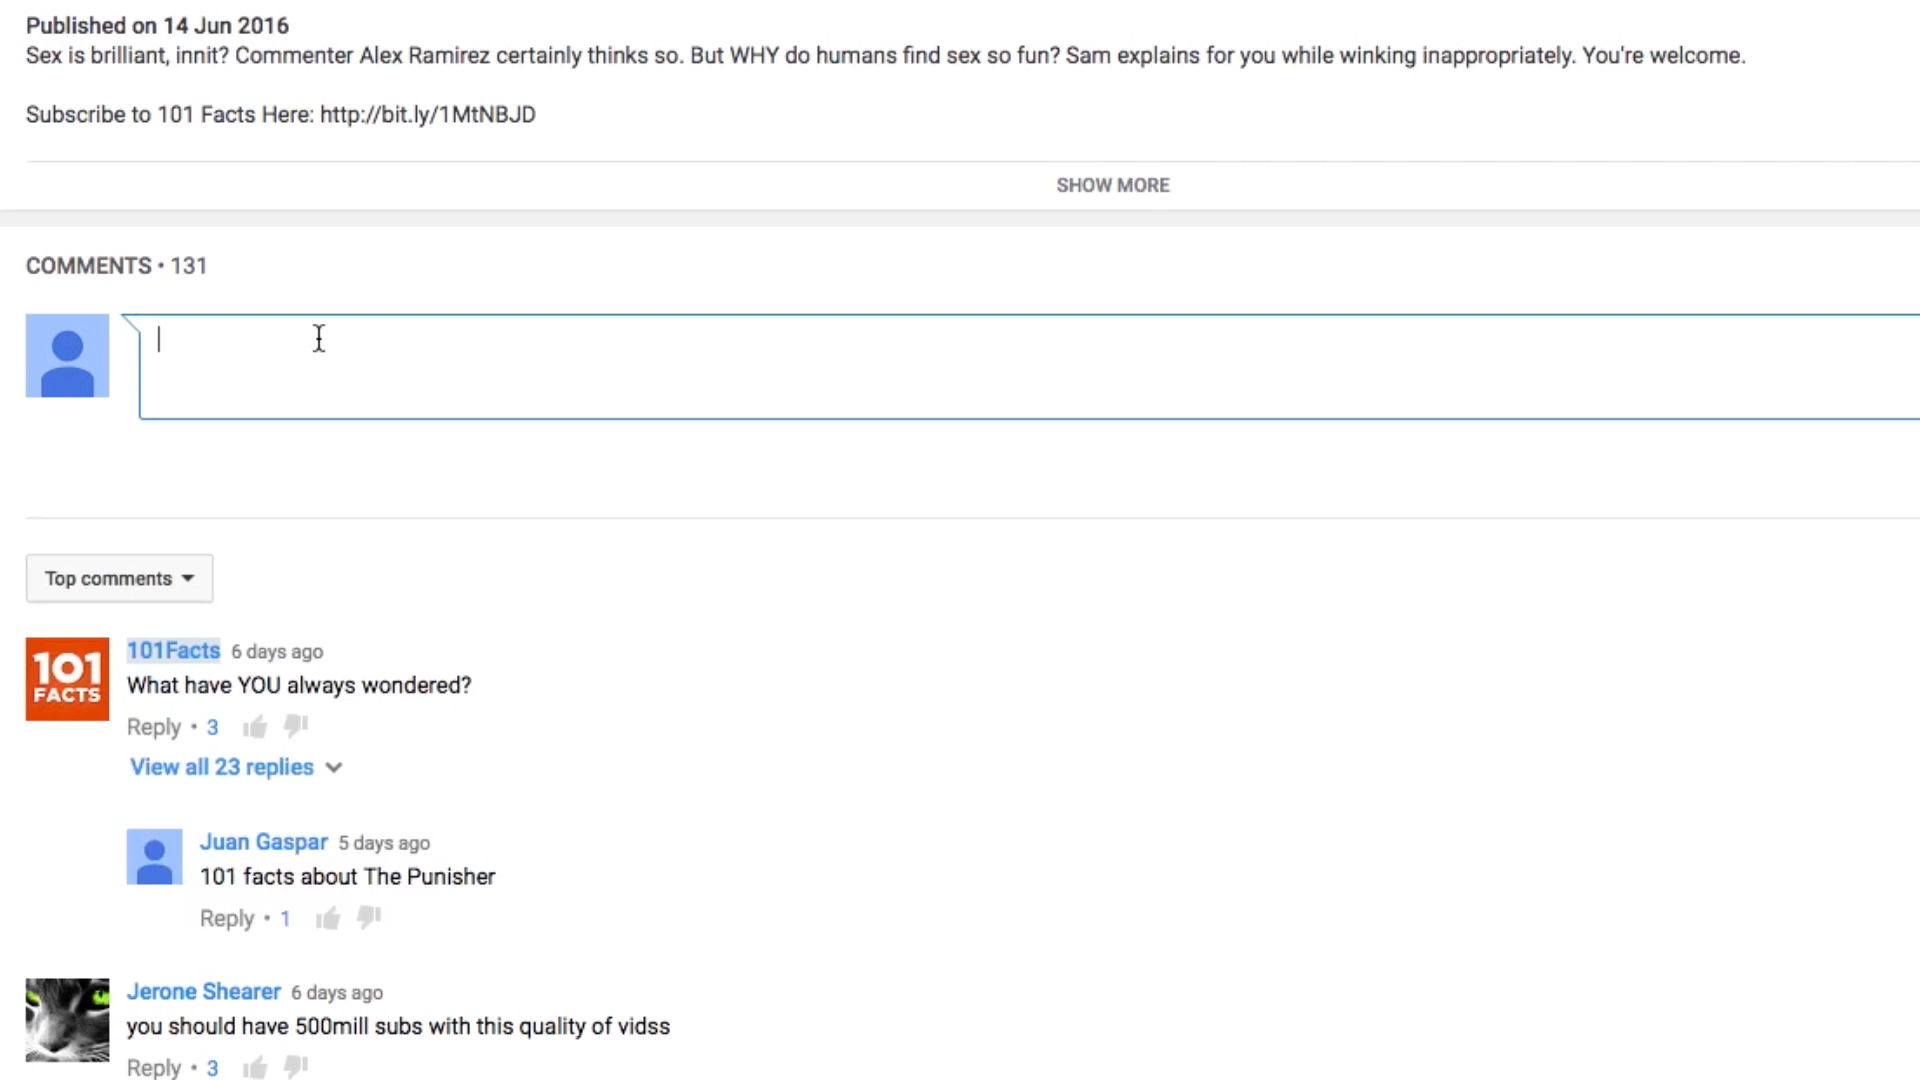 Published on 14 Jun 2016
Sex is brilliant, innit? Commenter Alex Ramirez certainly thinks so. But WHY do humans find sex so fun? Sam explains for you while winking inappropriately. You're welcome.
Subscribe to 101 Facts Here: http://bit.ly/1MtNBJD
SHOW MORE
COMMENTS • 131
Top comments
101 FACTS
101Facts 6 days ago
What have YOU always wondered?
Reply • 3
View all 23 replies
Juan Gaspar 5 days ago
101 facts about The Punisher
Reply • 1
Jerone Shearer 6 days ago
you should have 500mill subs with this quality of vidss
Reply • 3